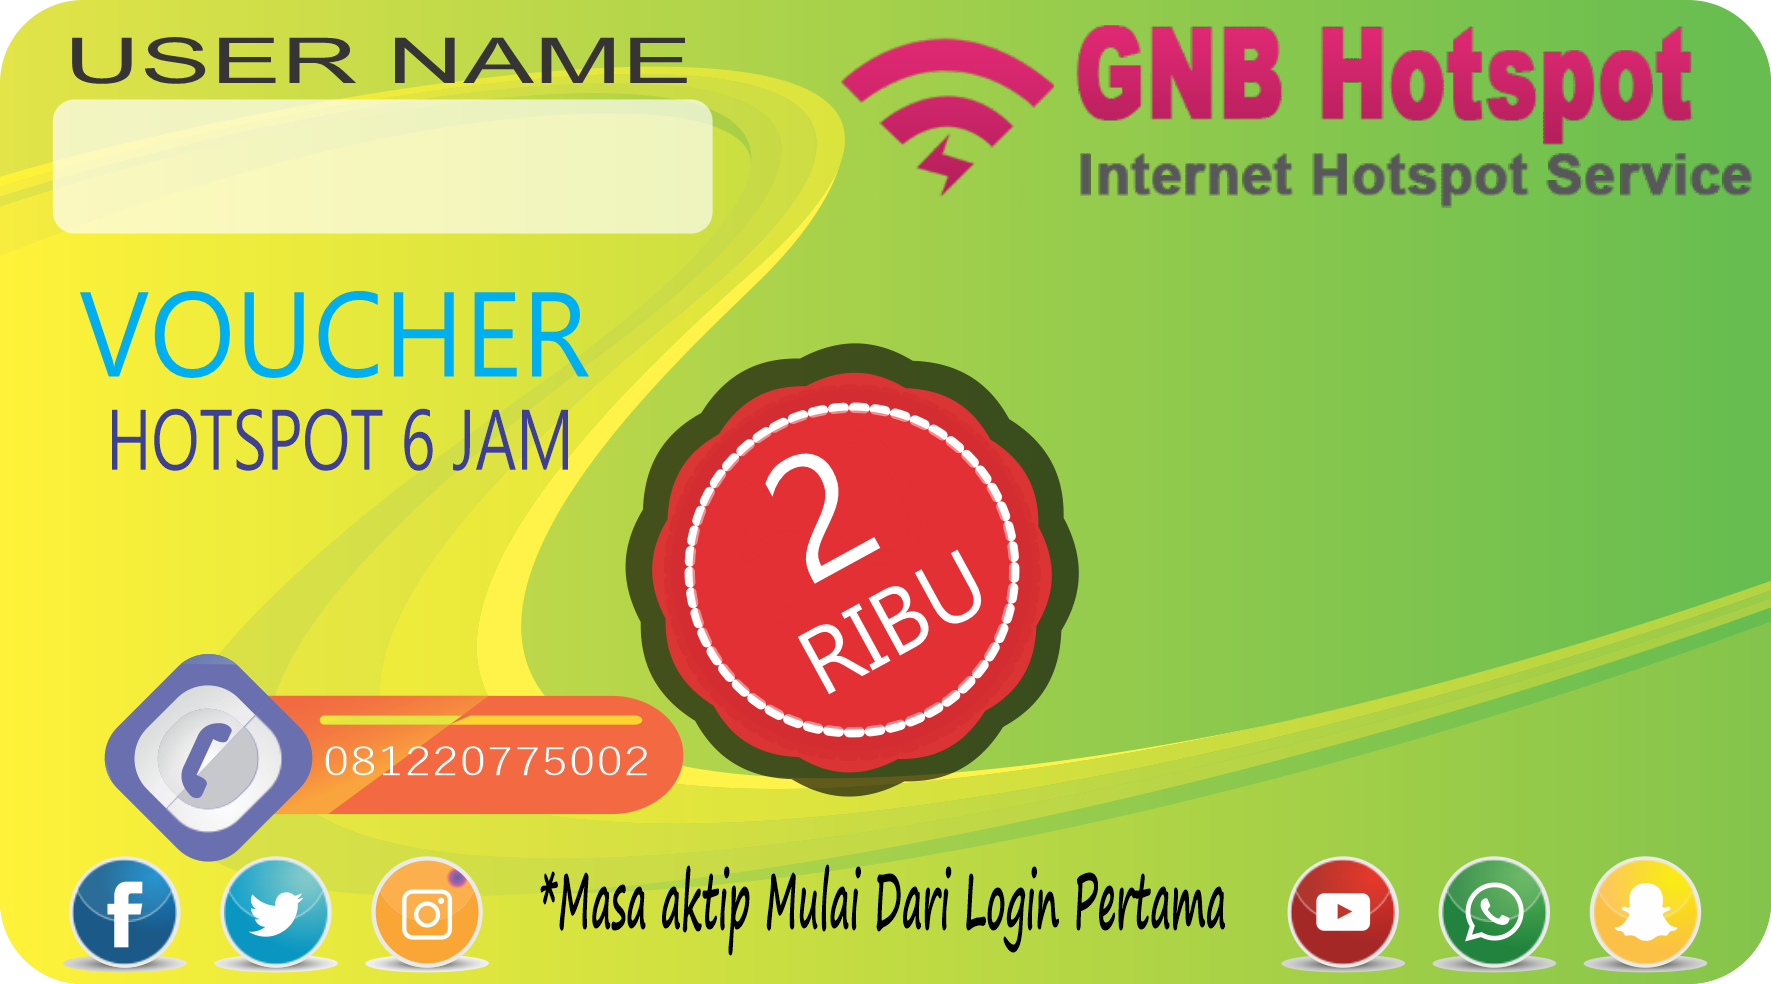 USER NAME
GNB Hotspot
Internet Hotspot Service
VOUCHER
HOTSPOT 6 JAM
2
RIBU
081220775002
*Masa aktip Mulai Dari Login Pertama